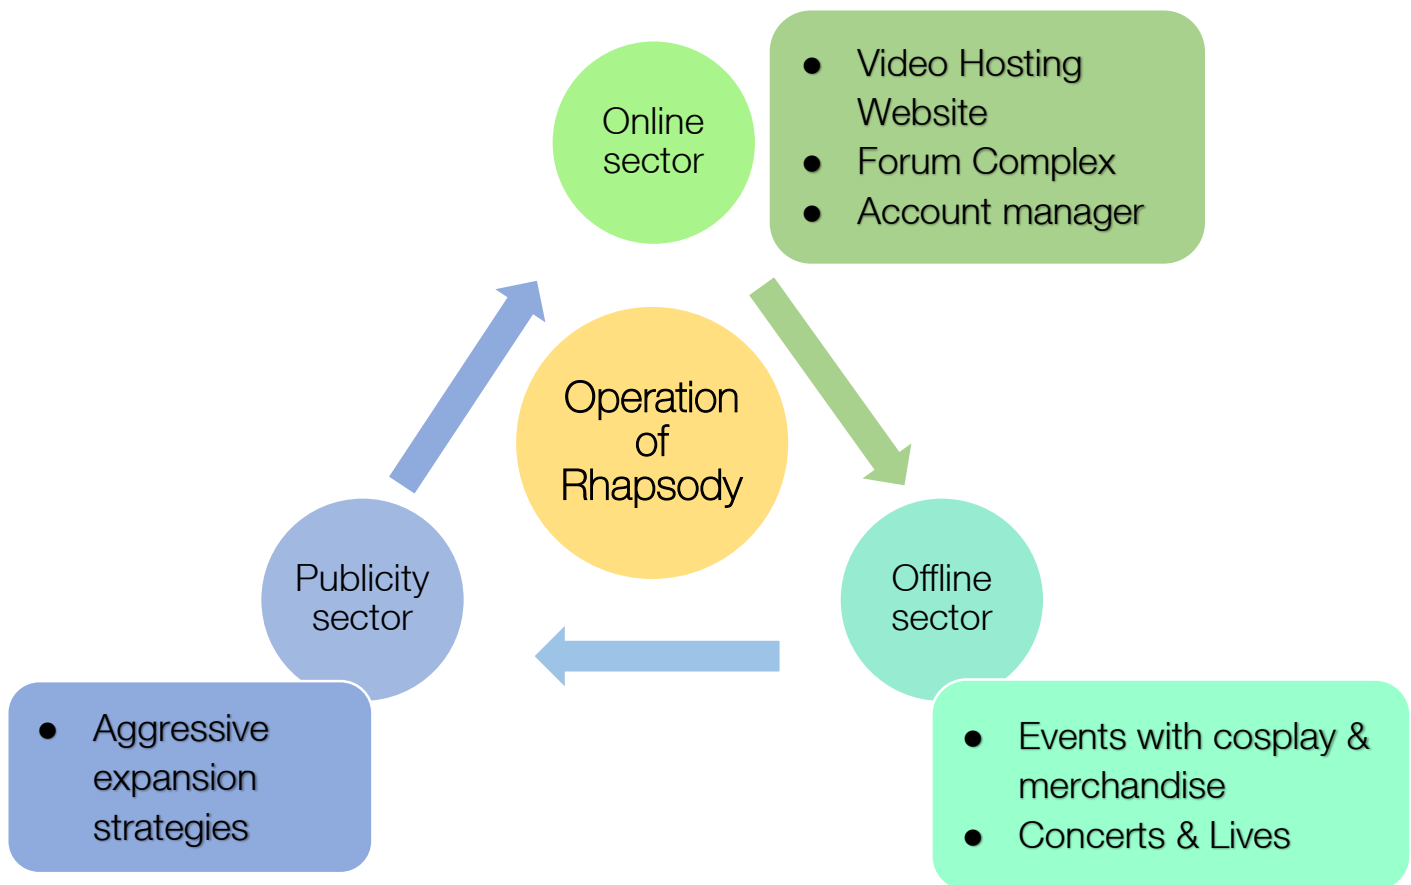 Online
sector
● Video Hosting
Website
● Forum Complex
● Account manager
Operation
of
Rhapsody
Publicity
sector
Offline
sector
● Aggressive
expansion
strategies
● Events with cosplay &
merchandise
● Concerts & Lives